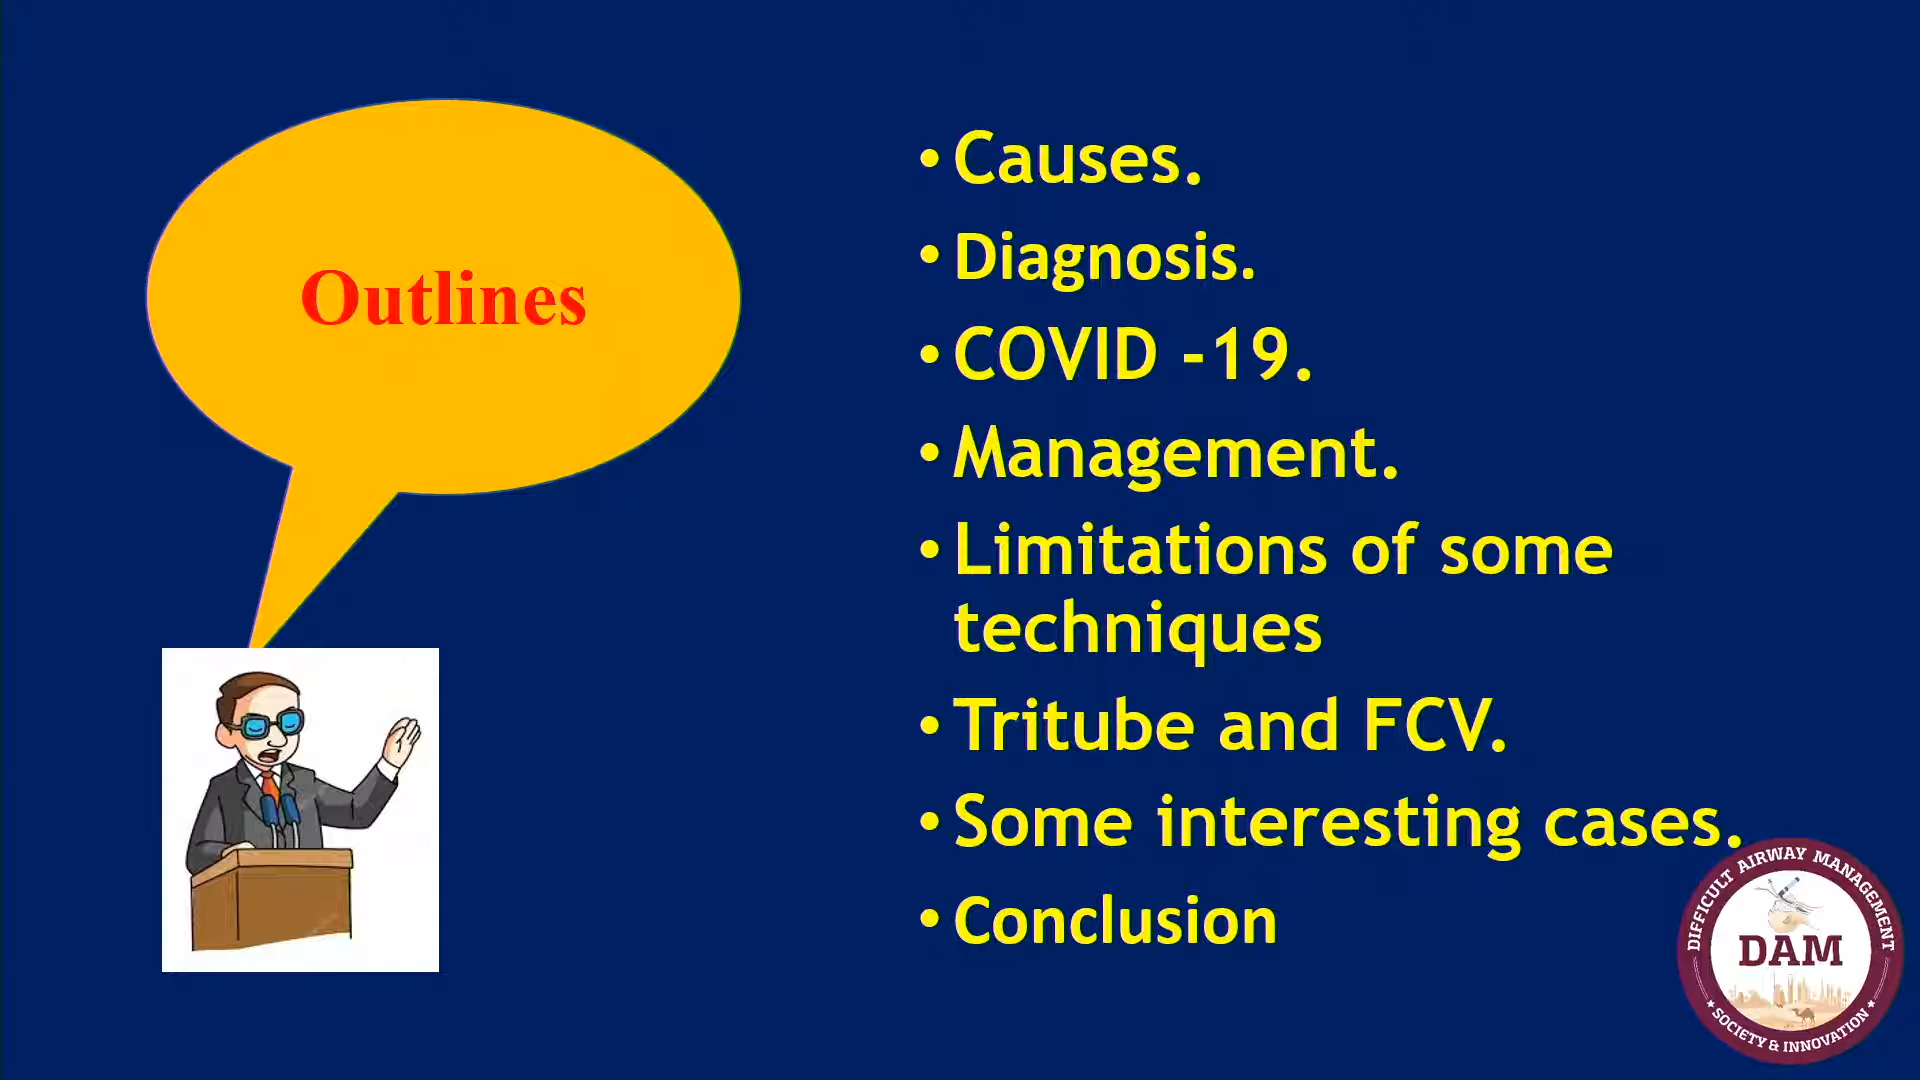 Outlines
• Causes.
• Diagnosis.
• COVID -19.
• Management.
• Limitations of some
techniques
• Tritube and FCV.
• Some interesting cases.
• Conclusion
DIFFICULT AIRWAY MANAGEMENT
DAM
SOCIETY & INNOVATION